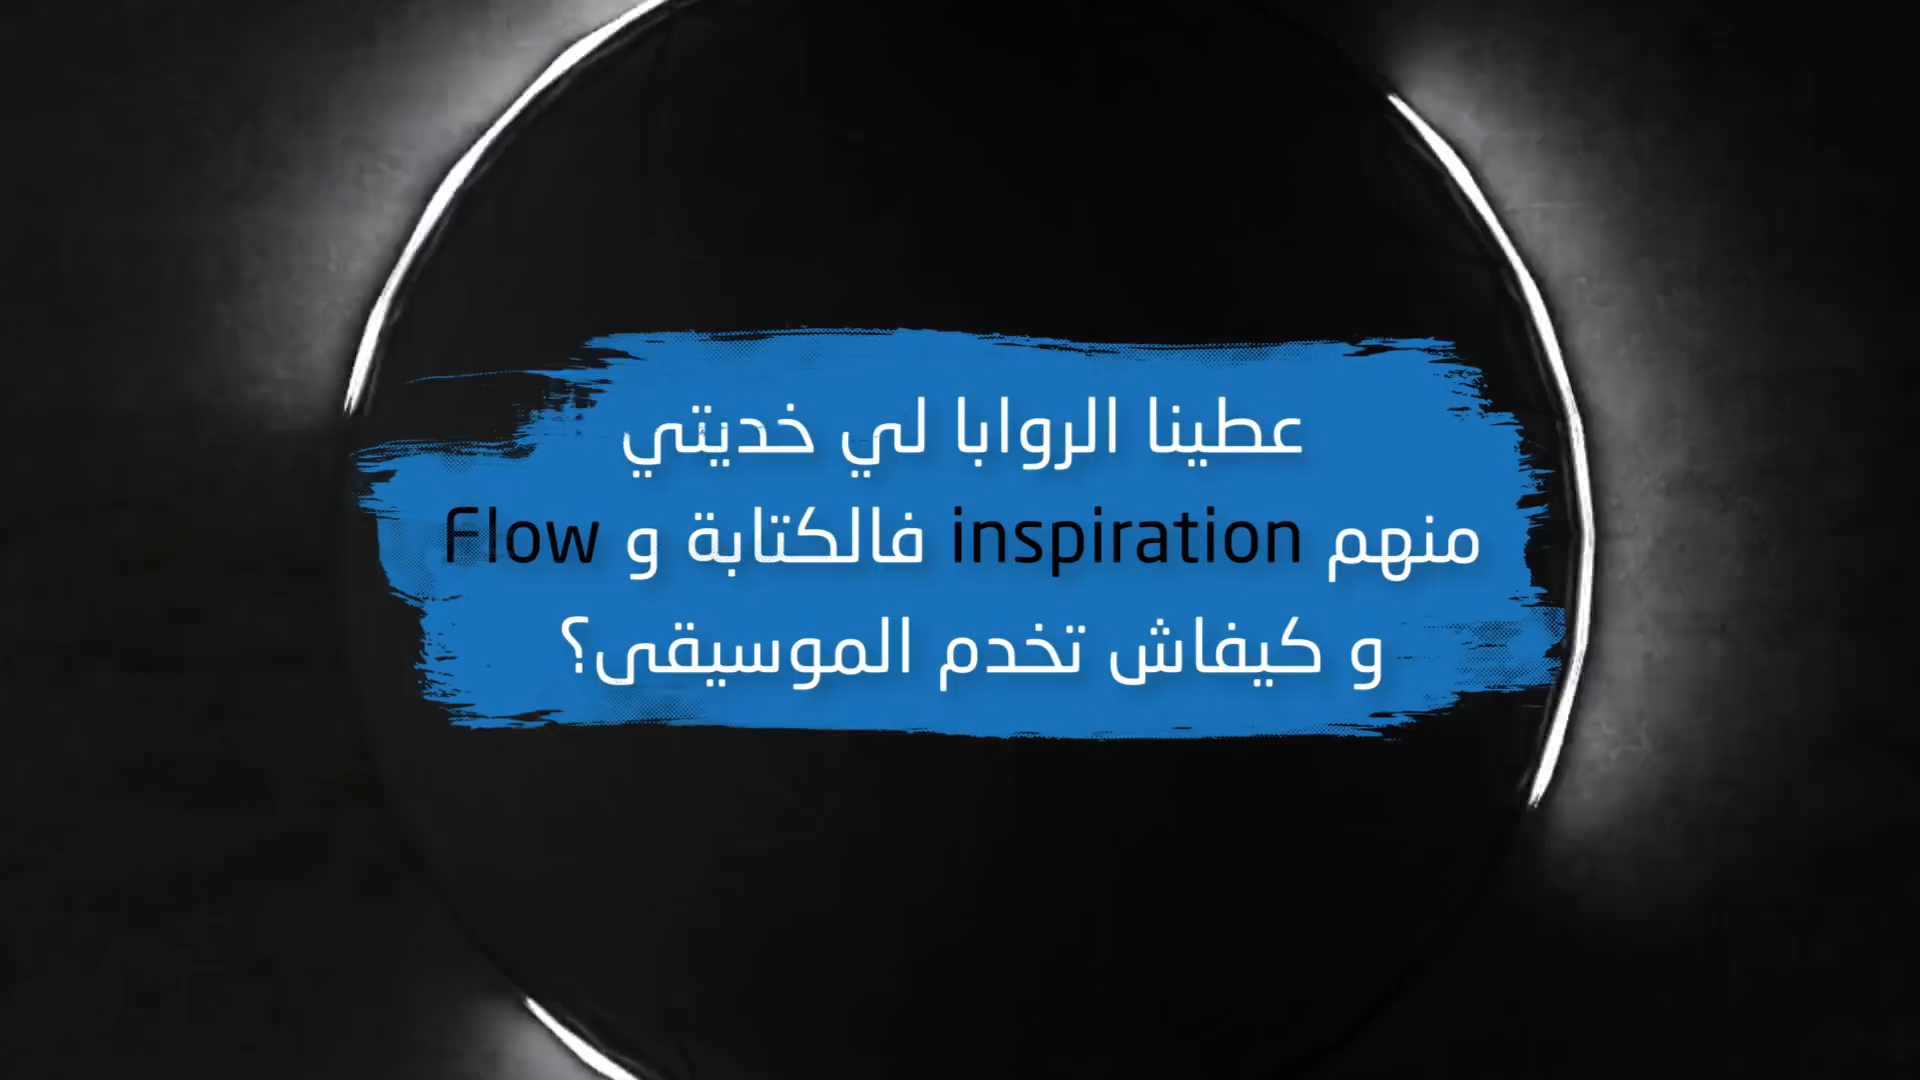 عطينا الروابا لي خديتي
منهم inspiration فالكتابة و Flow
و كيفاش تخدم الموسيقى؟